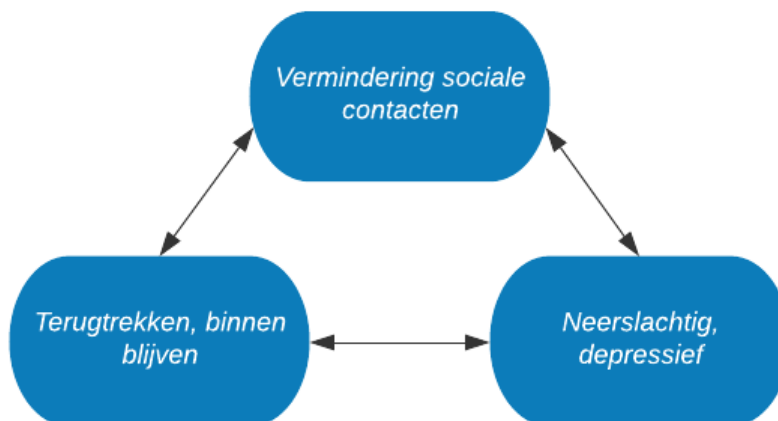 Vermindering sociale
contacten
Terugtrekken, binnen
blijven
Neerslachtig,
depressief